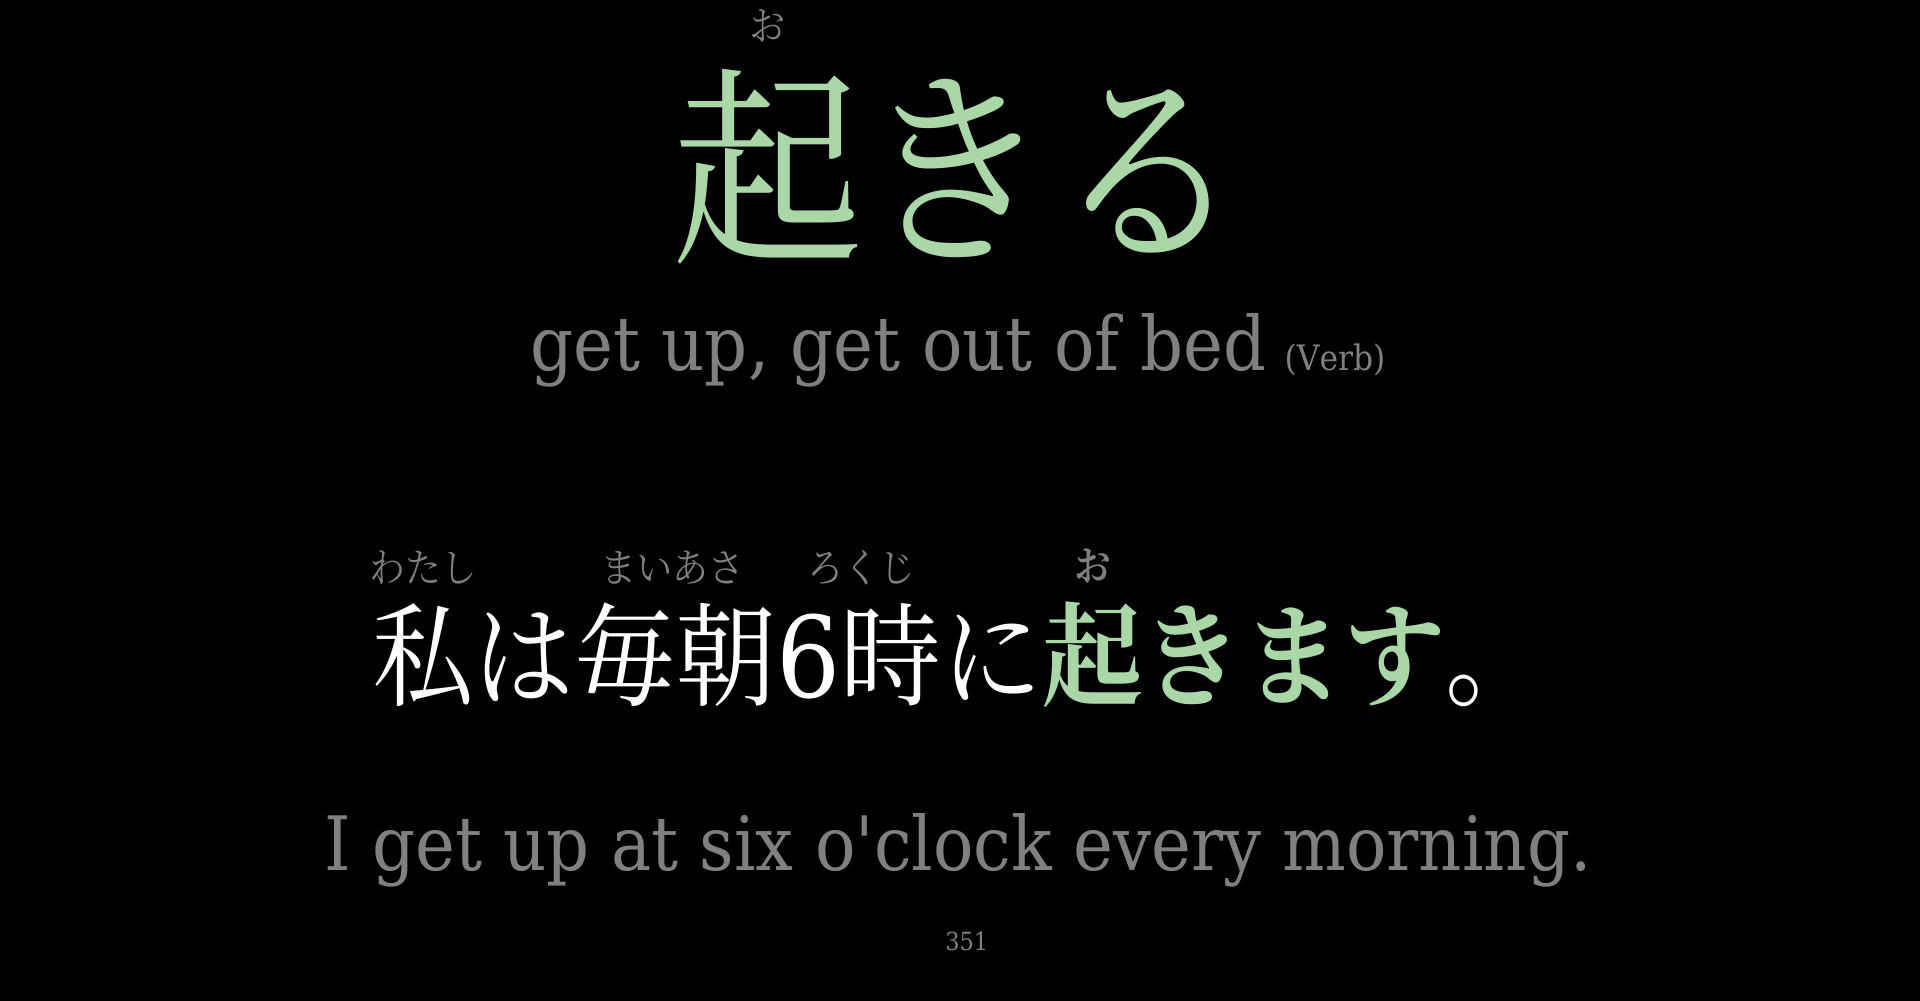 お
起きる
get up, get out of bed (Verb)
わたし まいあさ ろくじ お
私は毎朝6時に起きます。
I get up at six o'clock every morning.
351